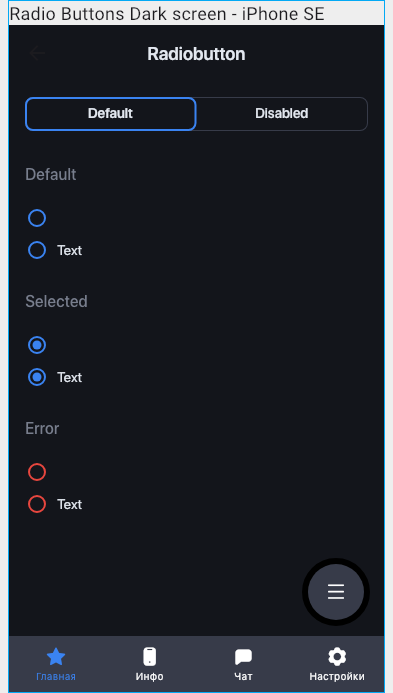 Radio Buttons Dark screen - iPhone SE
Radiobutton
Default Disabled
Default
Text
Selected
Text
Error
Text
Главная Инфо Чат Настройки